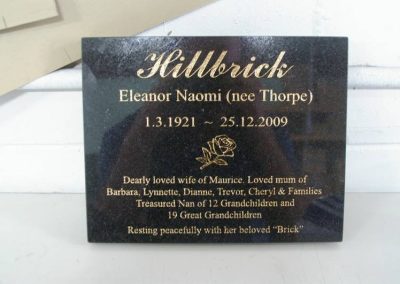 Hillbrick
Eleanor Naomi (nee Thorpe)
1.3.1921 ~ 25.12.2009
Dearly loved wife of Maurice. Loved mum of
Barbara, Lynnette, Dianne, Trevor, Cheryl & Families
Treasured Nan of 12 Grandchildren and
19 Great Grandchildren
Resting peacefully with her beloved "Brick"